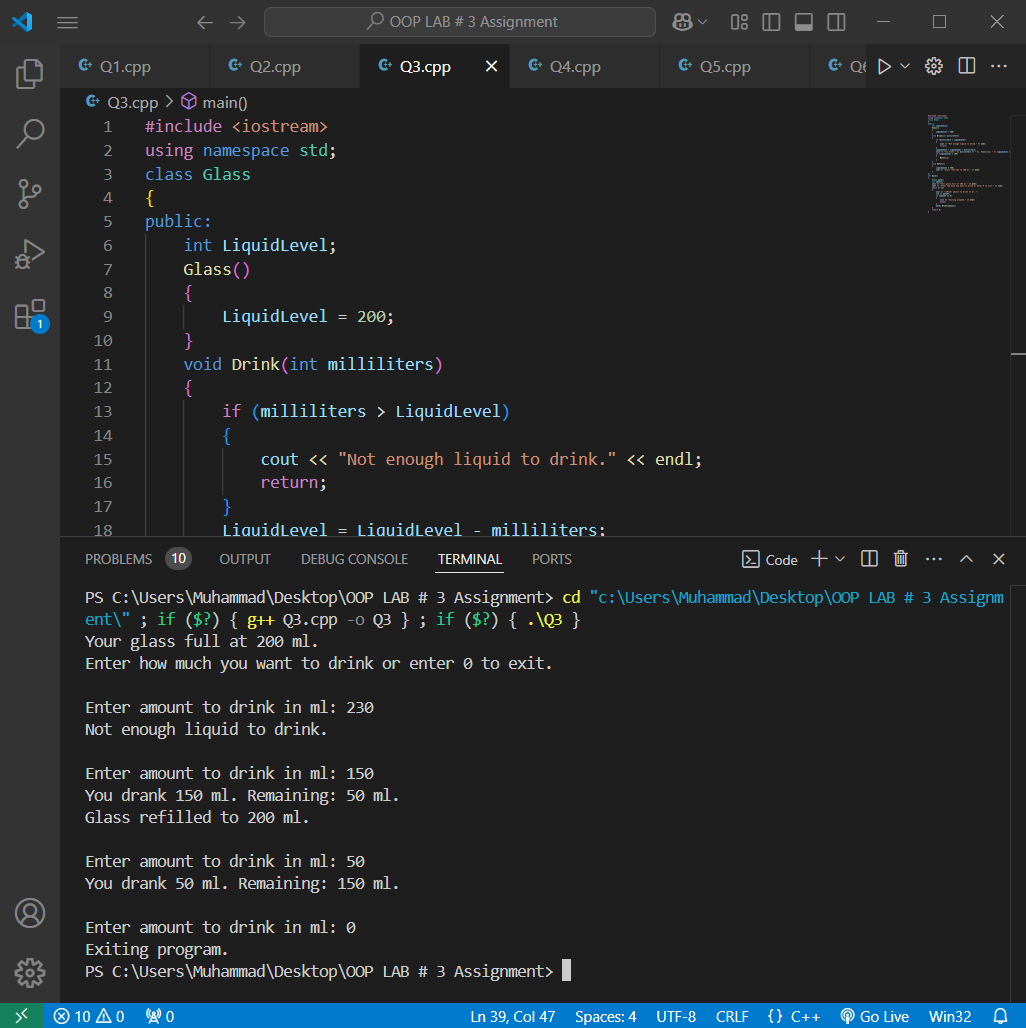 OOP LAB # 3 Assignment
Q1.cpp Q2.cpp Q3.cpp Q4.cpp Q5.cpp Q6
Q3.cpp > main()
1 #include <iostream>
2 using namespace std;
3 class Glass
4 {
5 public:
6 int LiquidLevel;
7 Glass()
8 {
9 LiquidLevel = 200;
10 }
11 void Drink(int milliliters)
12 {
13 if (milliliters > LiquidLevel)
14 {
15 cout << "Not enough liquid to drink." << endl;
16 return;
17 }
18 LiquidLevel = LiquidLevel - milliliters;
1
PROBLEMS 10 OUTPUT DEBUG CONSOLE TERMINAL PORTS Code
PS C:\Users\Muhammad\Desktop\OOP LAB # 3 Assignment> cd "c:\Users\Muhammad\Desktop\OOP LAB # 3 Assignm
ent\" ; if ($?) { g++ Q3.cpp -o Q3 } ; if ($?) { .\Q3 }
Your glass full at 200 ml.
Enter how much you want to drink or enter 0 to exit.
Enter amount to drink in ml: 230
Not enough liquid to drink.
Enter amount to drink in ml: 150
You drank 150 ml. Remaining: 50 ml.
Glass refilled to 200 ml.
Enter amount to drink in ml: 50
You drank 50 ml. Remaining: 150 ml.
Enter amount to drink in ml: 0
Exiting program.
PS C:\Users\Muhammad\Desktop\OOP LAB # 3 Assignment>
10 0 0 Ln 39, Col 47 Spaces: 4 UTF-8 CRLF {} C++ Go Live Win32